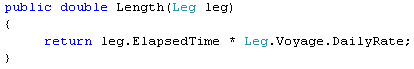 public double Length(Leg leg)
{
return leg.ElapsedTime * Leg.Voyage.DailyRate;
}